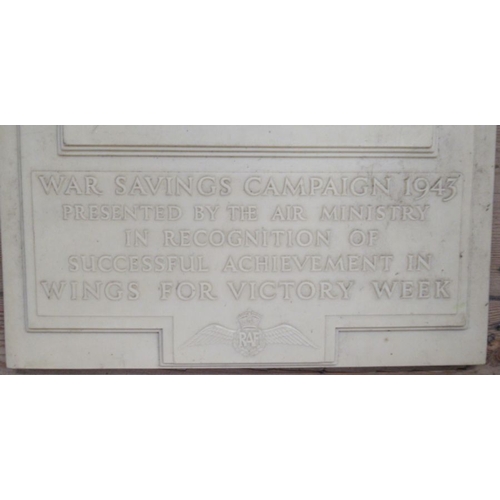 WAR SAVINGS CAMPAIGN 1943
PRESENTED BY THE AIR MINISTRY
IN RECOGNITION OF
SUCCESSFUL ACHIEVEMENT IN
WINGS FOR VICTORY WEEK
RAF